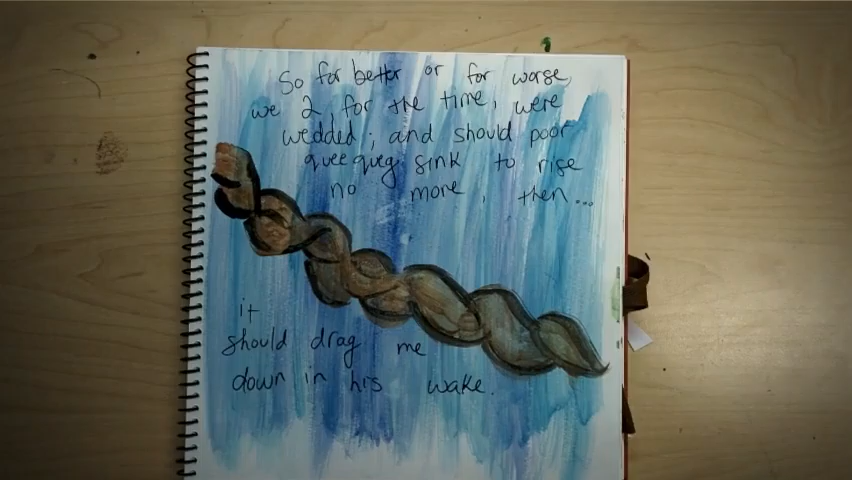 So for better or for worse,
we 2 for the time, were
wedded; and should poor
queequeg sink to rise
no more, then...
it
should drag me
down in his wake.